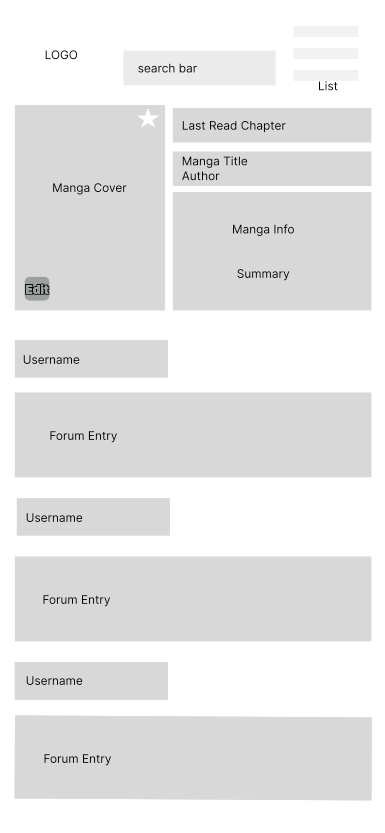 LOGO
search bar
List
Manga Cover
Edit
Last Read Chapter
Manga Title
Author
Manga Info
Summary
Username
Forum Entry
Username
Forum Entry
Username
Forum Entry